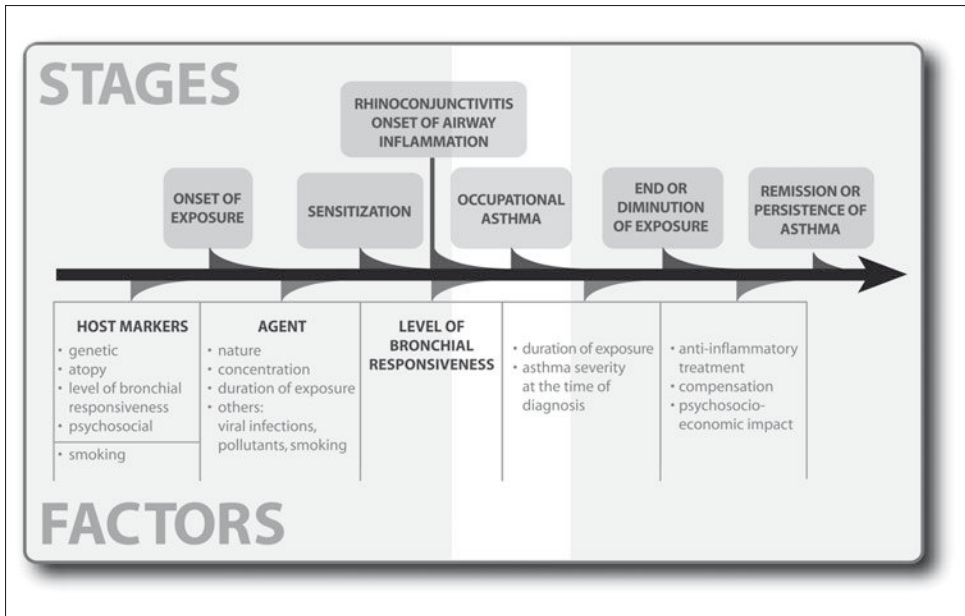 STAGES
RHINOCONJUNCTIVITIS
ONSET OF AIRWAY
INFLAMMATION
ONSET OF
EXPOSURE
SENSITIZATION
OCCUPATIONAL
ASTHMA
END OR
DIMINUTION
OF EXPOSURE
REMISSION OR
PERSISTENCE OF
ASTHMA
HOST MARKERS
• genetic
• atopy
• level of bronchial
responsiveness
• psychosocial
• smoking
AGENT
• nature
• concentration
• duration of exposure
• others:
viral infections,
pollutants, smoking
LEVEL OF
BRONCHIAL
RESPONSIVENESS
• duration of exposure
• asthma severity
at the time of
diagnosis
• anti-inflammatory
treatment
• compensation
• psychosocio-
economic impact
FACTORS